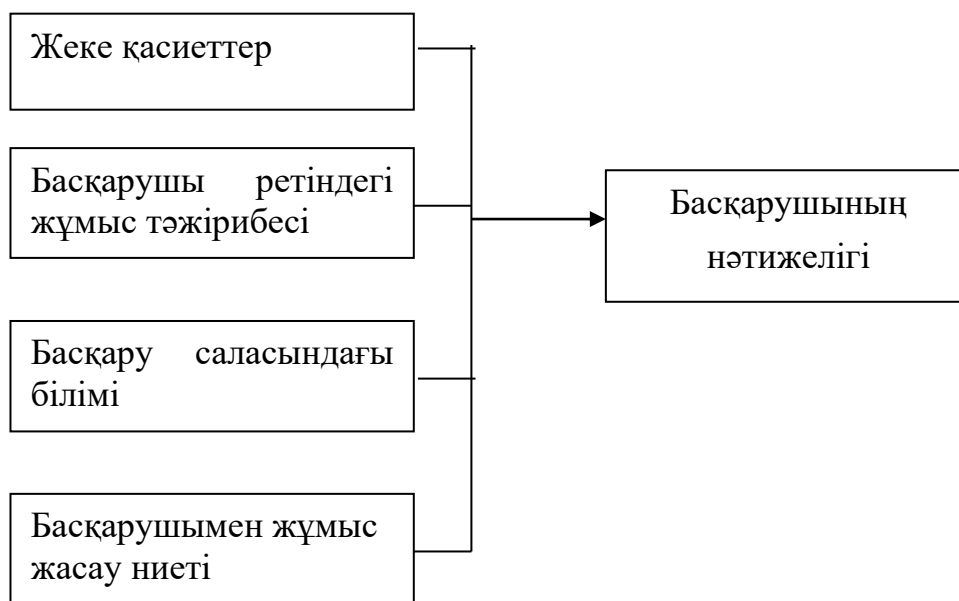 Жеке қасиеттер
Басқарушы ретіндегі
жұмыс тәжірибесі
Басқару саласындағы
білімі
Басқарушымен жұмыс
жасау ниеті
Басқарушының
нәтижелігі